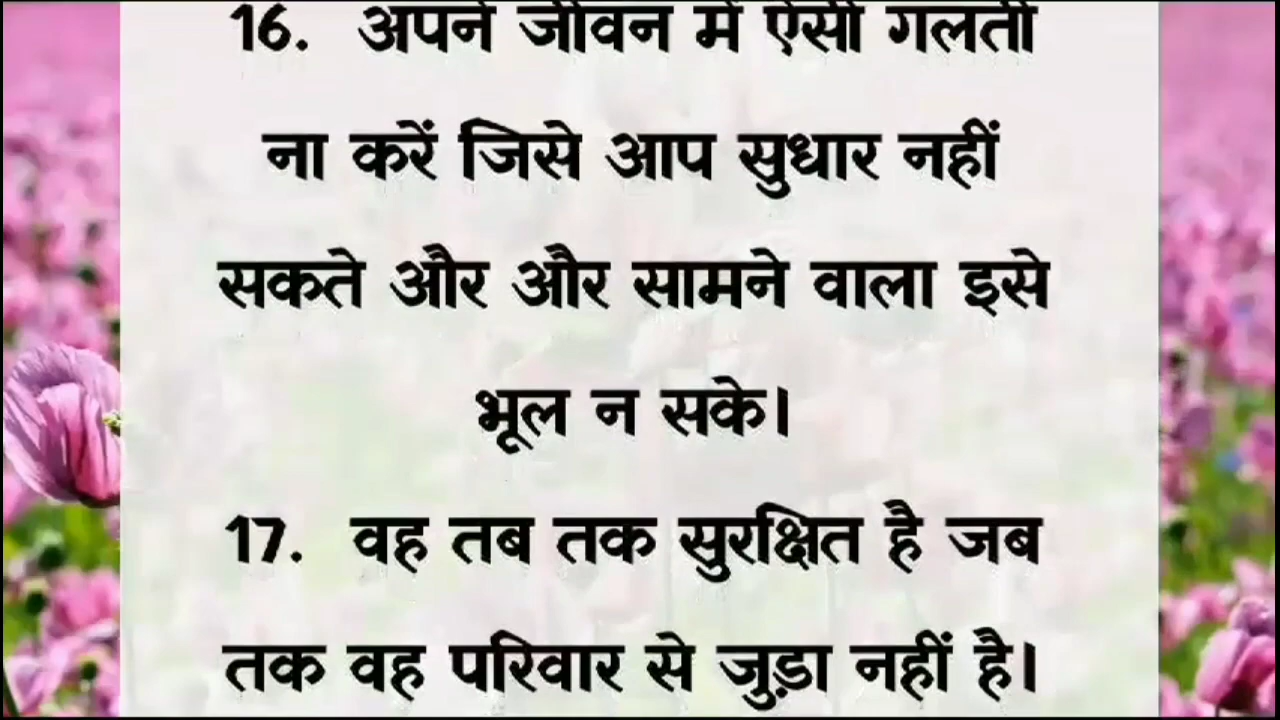 16. अपने जीवन में ऐसी गलती
ना करें जिसे आप सुधार नहीं
सकते और और सामने वाला इसे
भूल न सके।
17. वह तब तक सुरक्षित है जब
तक वह परिवार से जुड़ा नहीं है।